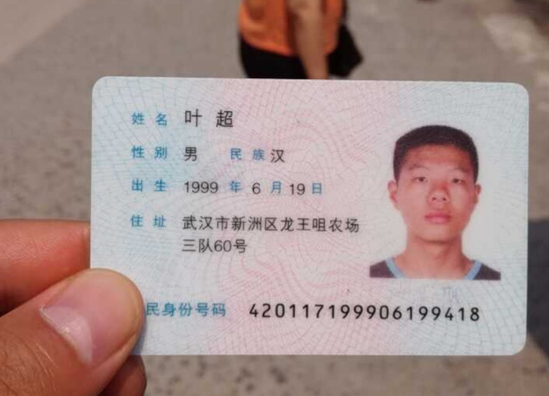 姓名 叶超
性别 男 民族 汉
出生 1999 年 6 月 19 日
住址 武汉市新洲区龙王咀农场
三队60号
民身份号码 420117199906199418